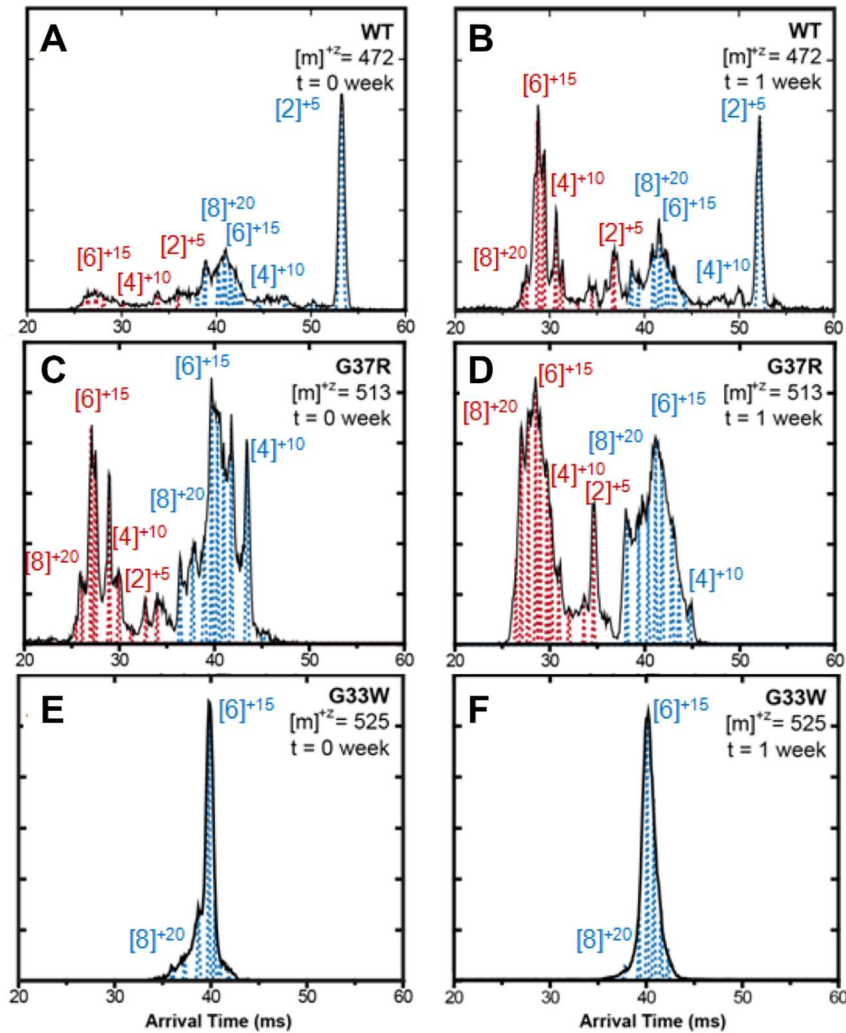 A
WT
[m]⁺ᶻ = 472
t = 0 week
[2]⁺⁵
[8]⁺²⁰
[6]⁺¹⁵
[6]⁺¹⁵
[2]⁺⁵
[4]⁺¹⁰
[4]⁺¹⁰
20 30 40 50 60
B
WT
[m]⁺ᶻ = 472
t = 1 week
[6]⁺¹⁵
[2]⁺⁵
[4]⁺¹⁰
[8]⁺²⁰
[6]⁺¹⁵
[2]⁺⁵
[8]⁺²⁰
[4]⁺¹⁰
20 30 40 50 60
C
G37R
[m]⁺ᶻ = 513
t = 0 week
[6]⁺¹⁵
[6]⁺¹⁵
[4]⁺¹⁰
[8]⁺²⁰
[4]⁺¹⁰
[8]⁺²⁰
[2]⁺⁵
20 30 40 50 60
D
G37R
[m]⁺ᶻ = 513
t = 1 week
[6]⁺¹⁵
[6]⁺¹⁵
[8]⁺²⁰
[8]⁺²⁰
[4]⁺¹⁰
[2]⁺⁵
[4]⁺¹⁰
20 30 40 50 60
E
G33W
[m]⁺ᶻ = 525
t = 0 week
[6]⁺¹⁵
[8]⁺²⁰
20 30 40 50 60
Arrival Time (ms)
F
G33W
[m]⁺ᶻ = 525
t = 1 week
[6]⁺¹⁵
[8]⁺²⁰
20 30 40 50 60
Arrival Time (ms)